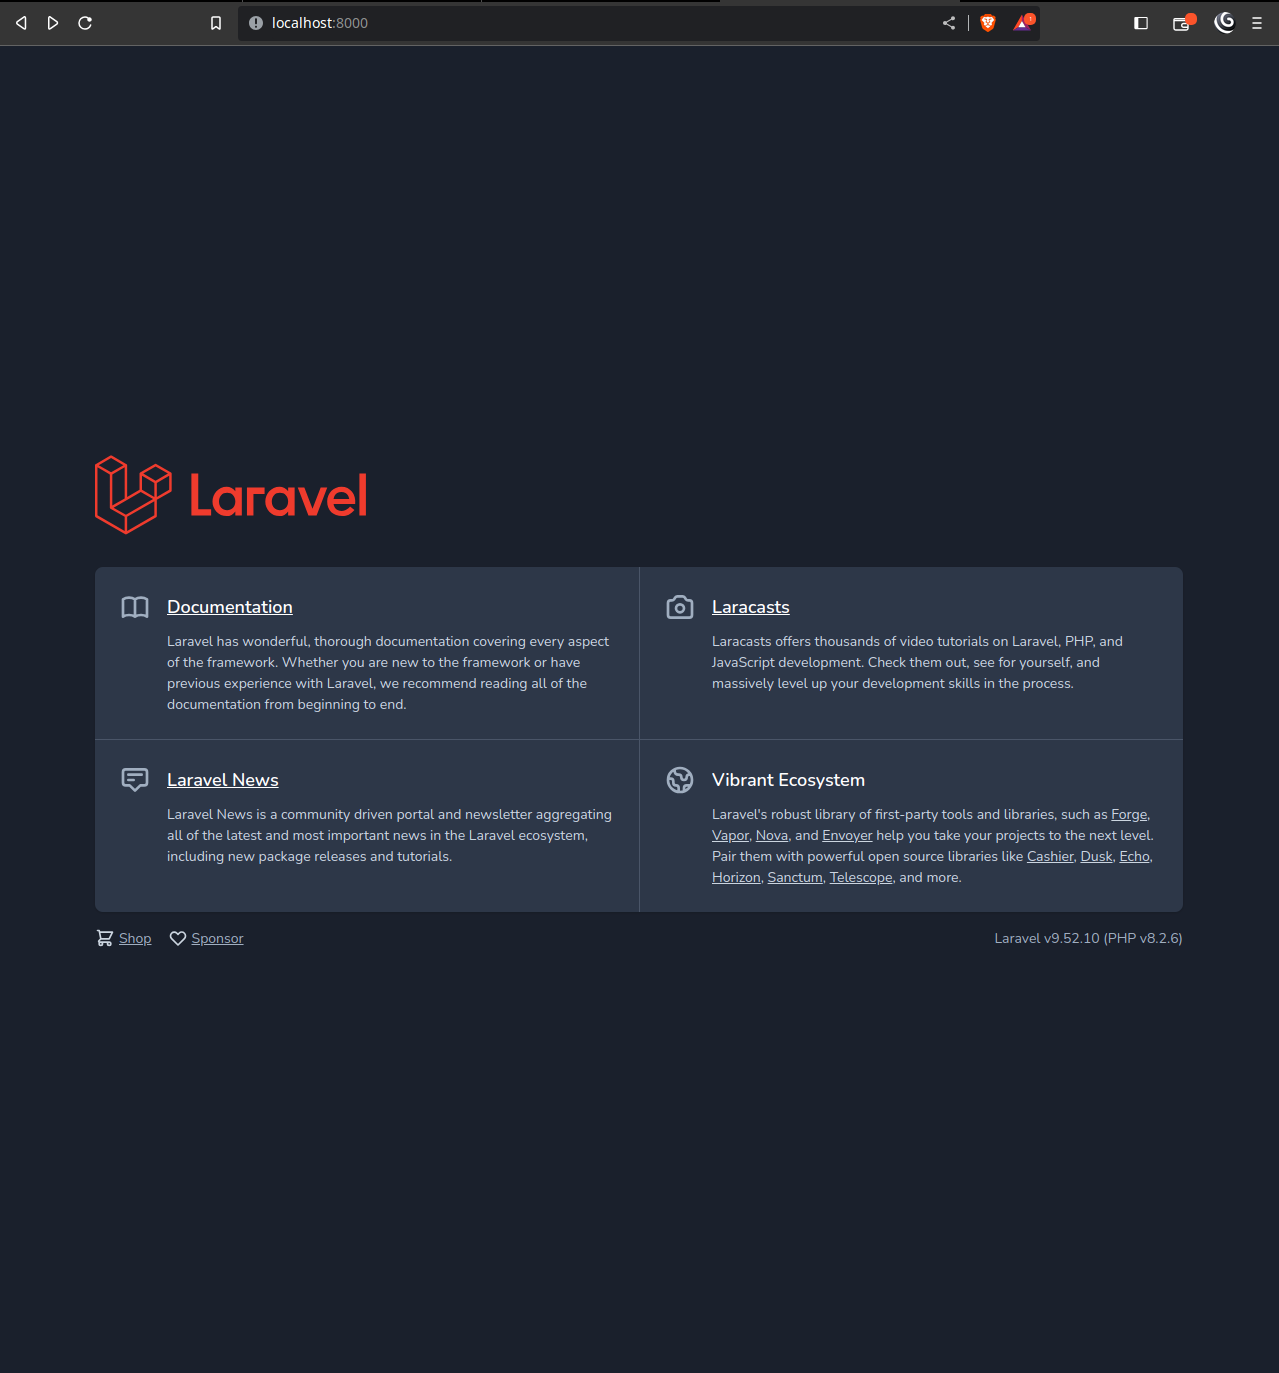 localhost:8000
Laravel
Documentation
Laravel has wonderful, thorough documentation covering every aspect
of the framework. Whether you are new to the framework or have
previous experience with Laravel, we recommend reading all of the
documentation from beginning to end.
Laracasts
Laracasts offers thousands of video tutorials on Laravel, PHP, and
JavaScript development. Check them out, see for yourself, and
massively level up your development skills in the process.
Laravel News
Laravel News is a community driven portal and newsletter aggregating
all of the latest and most important news in the Laravel ecosystem,
including new package releases and tutorials.
Vibrant Ecosystem
Laravel's robust library of first-party tools and libraries, such as Forge,
Vapor, Nova, and Envoyer help you take your projects to the next level.
Pair them with powerful open source libraries like Cashier, Dusk, Echo,
Horizon, Sanctum, Telescope, and more.
Shop
Sponsor
Laravel v9.52.10 (PHP v8.2.6)